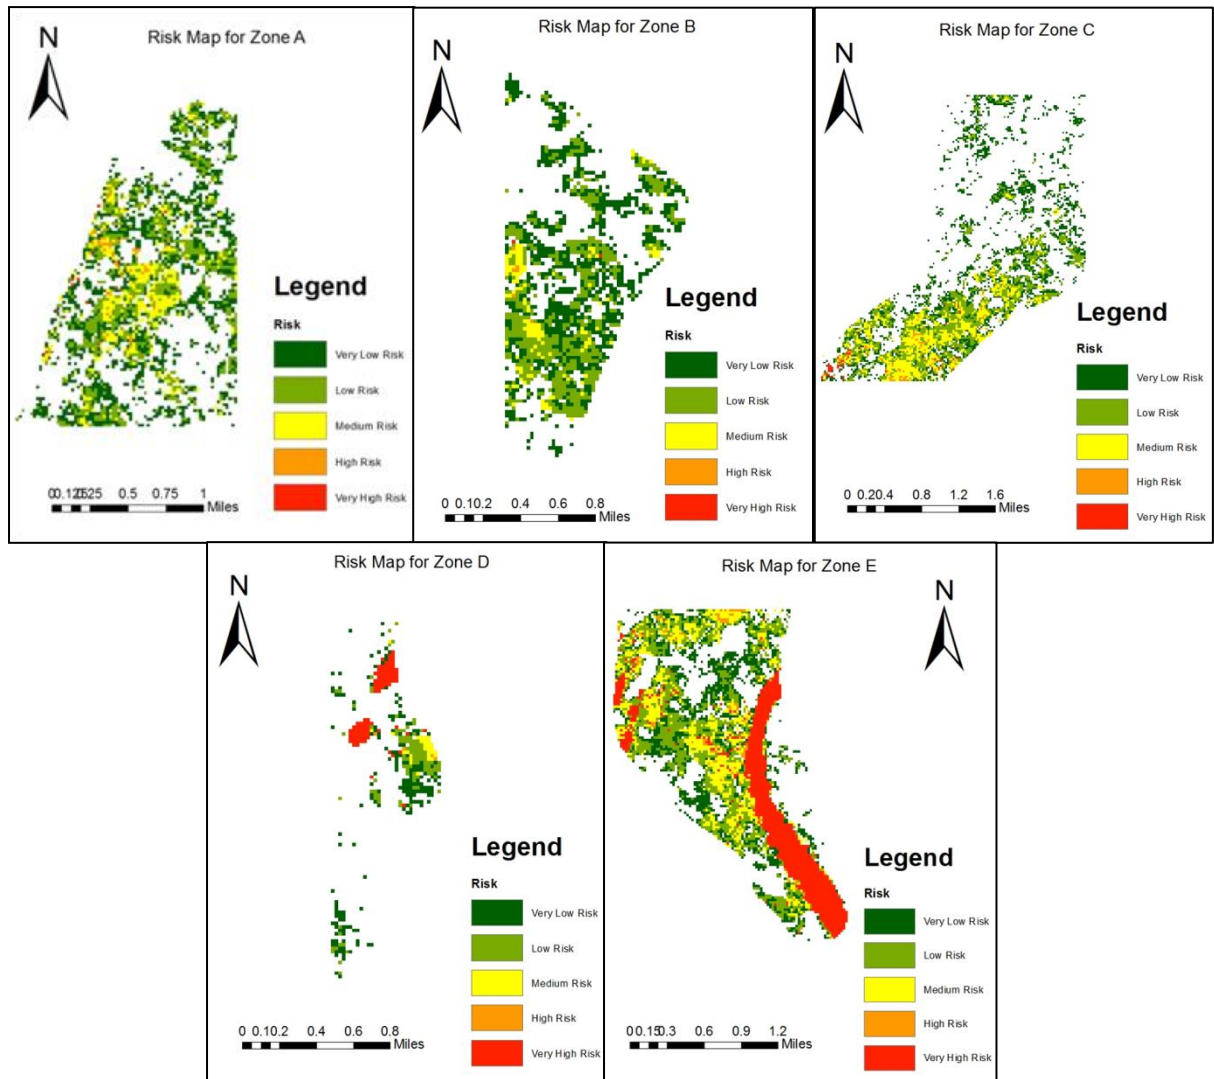 Risk Map for Zone A
N
Legend
Risk
Very Low Risk
Low Risk
Medium Risk
High Risk
Very High Risk
0 0.125 0.25 0.5 0.75 1
Miles
Risk Map for Zone B
N
Legend
Risk
Very Low Risk
Low Risk
Medium Risk
High Risk
Very High Risk
0 0.10.2 0.4 0.6 0.8
Miles
Risk Map for Zone C
N
Legend
Risk
Very Low Risk
Low Risk
Medium Risk
High Risk
Very High Risk
0 0.20.4 0.8 1.2 1.6
Miles
Risk Map for Zone D
N
Legend
Risk
Very Low Risk
Low Risk
Medium Risk
High Risk
Very High Risk
0 0.10.2 0.4 0.6 0.8
Miles
Risk Map for Zone E
N
Legend
Risk
Very Low Risk
Low Risk
Medium Risk
High Risk
Very High Risk
0 0.150.3 0.6 0.9 1.2
Miles